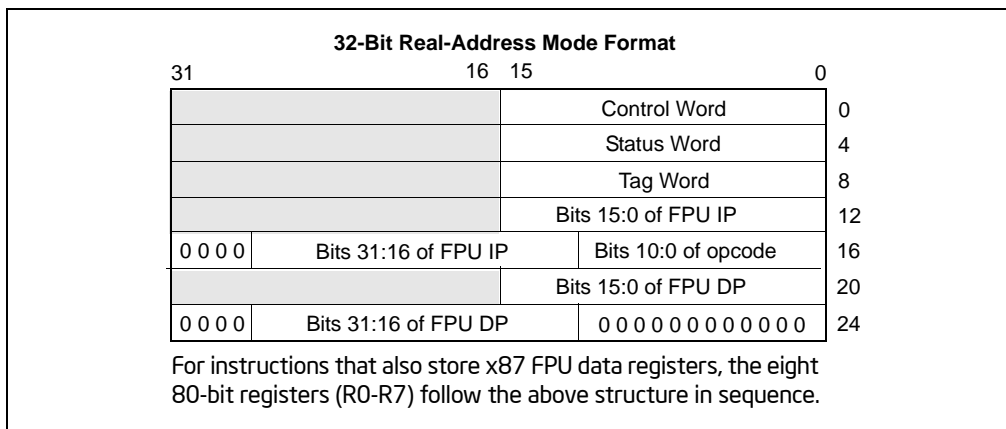 32-Bit Real-Address Mode Format
31 16 15 0
Control Word 0
Status Word 4
Tag Word 8
Bits 15:0 of FPU IP 12
0 0 0 0 Bits 31:16 of FPU IP Bits 10:0 of opcode 16
Bits 15:0 of FPU DP 20
0 0 0 0 Bits 31:16 of FPU DP 0 0 0 0 0 0 0 0 0 0 0 0 24
For instructions that also store x87 FPU data registers, the eight
80-bit registers (R0-R7) follow the above structure in sequence.